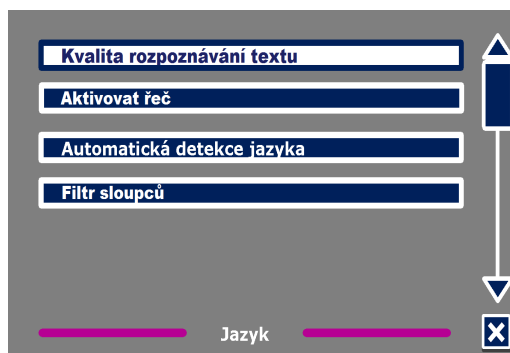 Kvalita rozpoznávání textu
Aktivovat řeč
Automatická detekce jazyka
Filtr sloupců
Jazyk